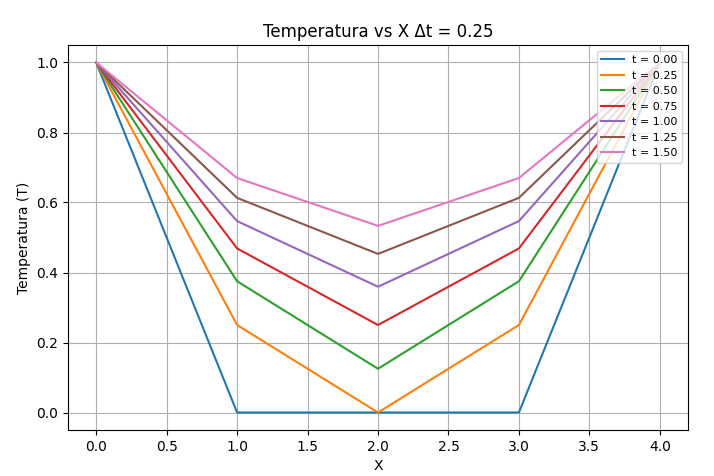 Temperatura vs X Δt = 0.25
Temperatura (T)
1.0
0.8
0.6
0.4
0.2
0.0
0.0 0.5 1.0 1.5 2.0 2.5 3.0 3.5 4.0
X
t = 0.00
t = 0.25
t = 0.50
t = 0.75
t = 1.00
t = 1.25
t = 1.50